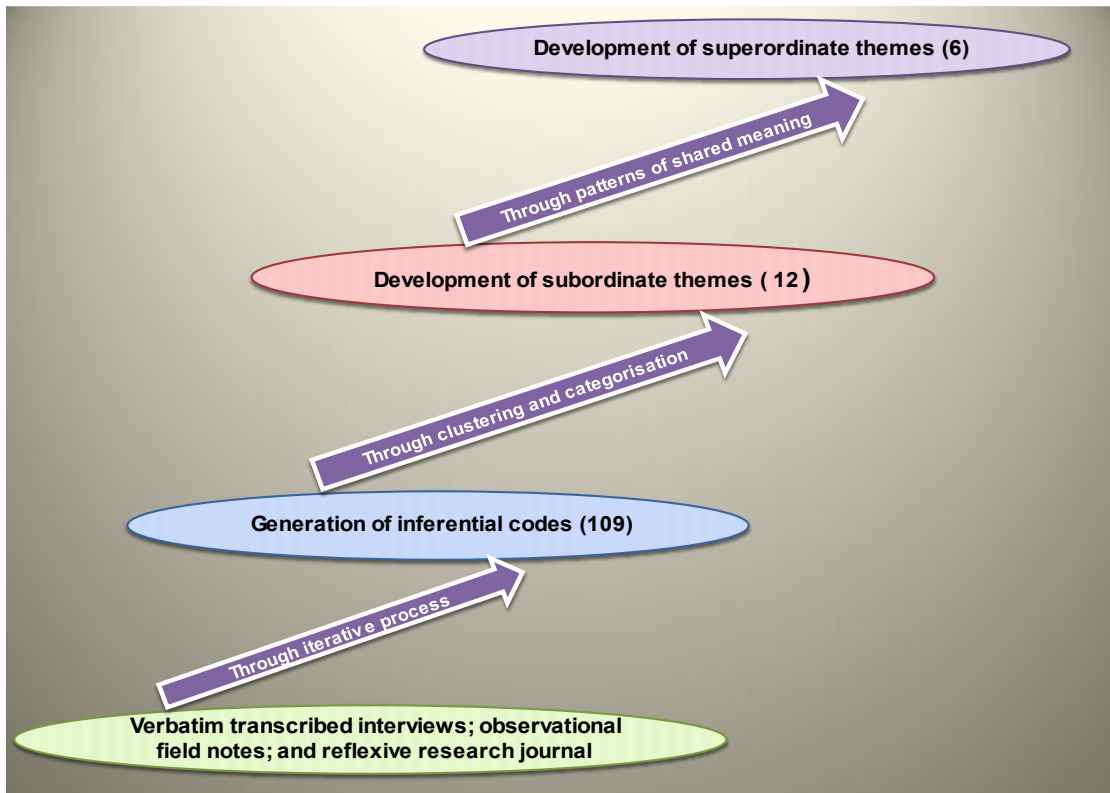 Development of superordinate themes (6)
Through patterns of shared meaning
Development of subordinate themes ( 12)
Through clustering and categorisation
Generation of inferential codes (109)
Through iterative process
Verbatim transcribed interviews; observational
field notes; and reflexive research journal